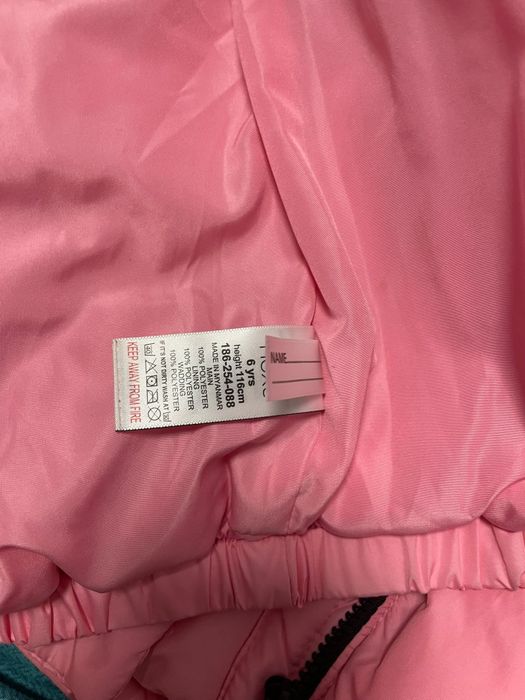 NAME
6 yrs
height 116cm
186-254-088
MADE IN MYANMAR
MAIN
100% POLYESTER
LINING
100% POLYESTER
WADDING
100% POLYESTER
IF IT'S NOT DIRTY WASH AT 30
40
KEEP AWAY FROM FIRE